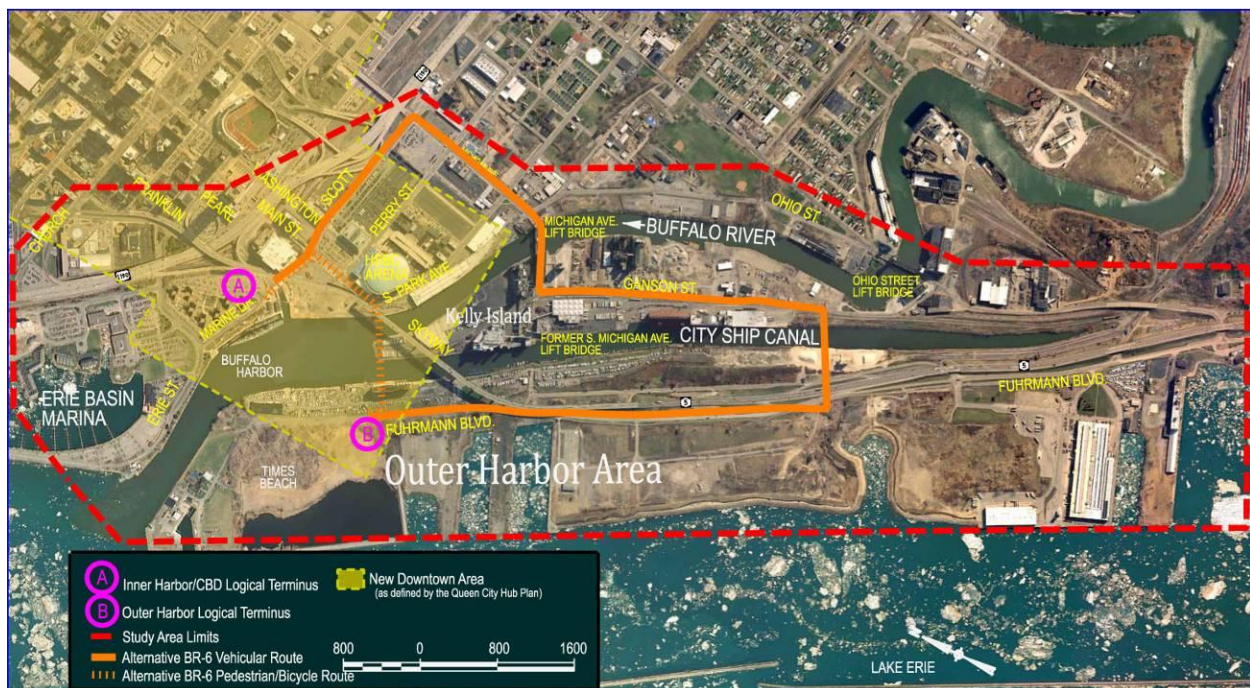 190
CHURCH
FRANKLIN
PEARL
WASHINGTON
MAIN ST.
SCOTT
PERRY ST.
S. PARK AVE.
190
A
MICHIGAN AVE.
LIFT BRIDGE
BUFFALO RIVER
OHIO ST.
OHIO STREET
LIFT BRIDGE
GANSON ST.
Kelly Island
FORMER S. MICHIGAN AVE.
LIFT BRIDGE
CITY SHIP CANAL
SKYWAY
BUFFALO
HARBOR
ERIE ST.
ERIE BASIN
MARINA
5
FUHRMANN BLVD.
B
FUHRMANN BLVD.
Outer Harbor Area
TIMES
BEACH
A Inner Harbor/CBD Logical Terminus
B Outer Harbor Logical Terminus
Study Area Limits
Alternative BR-6 Vehicular Route
Alternative BR-6 Pedestrian/Bicycle Route
New Downtown Area
(as defined by the Queen City Hub Plan)
800 0 800 1600
LAKE ERIE